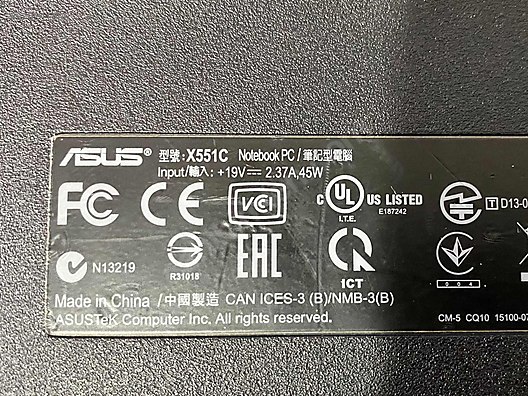 ASUS® 型號: X551C Notebook PC / 筆記型電腦
Input/輸入: +19V⎓ 2.37A,45W
FC CE VCI c UL US LISTED I.T.E. E187242 T D13-0
N13219 R31018 EAC 1CT 004
Made in China / 中國製造 CAN ICES-3 (B)/NMB-3(B)
ASUSTeK Computer Inc. All rights reserved. CM-5 CQ10 15100-07